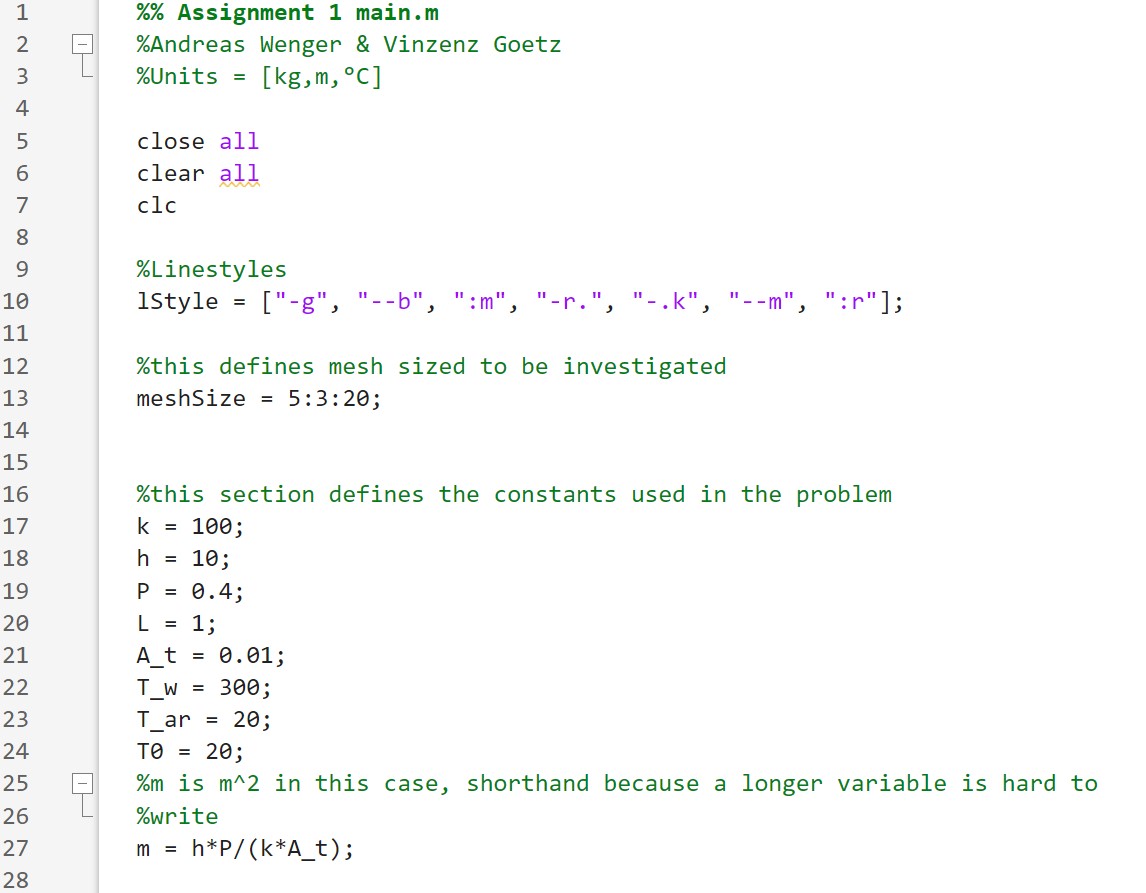 1 %% Assignment 1 main.m
2 %Andreas Wenger & Vinzenz Goetz
3 %Units = [kg,m,°C]
4
5 close all
6 clear all
7 clc
8
9 %Linestyles
10 lStyle = ["-g", "--b", ":m", "-r.", "-.k", "--m", ":r"];
11
12 %this defines mesh sized to be investigated
13 meshSize = 5:3:20;
14
15
16 %this section defines the constants used in the problem
17 k = 100;
18 h = 10;
19 P = 0.4;
20 L = 1;
21 A_t = 0.01;
22 T_w = 300;
23 T_ar = 20;
24 T0 = 20;
25 %m is m^2 in this case, shorthand because a longer variable is hard to
26 %write
27 m = h*P/(k*A_t);
28